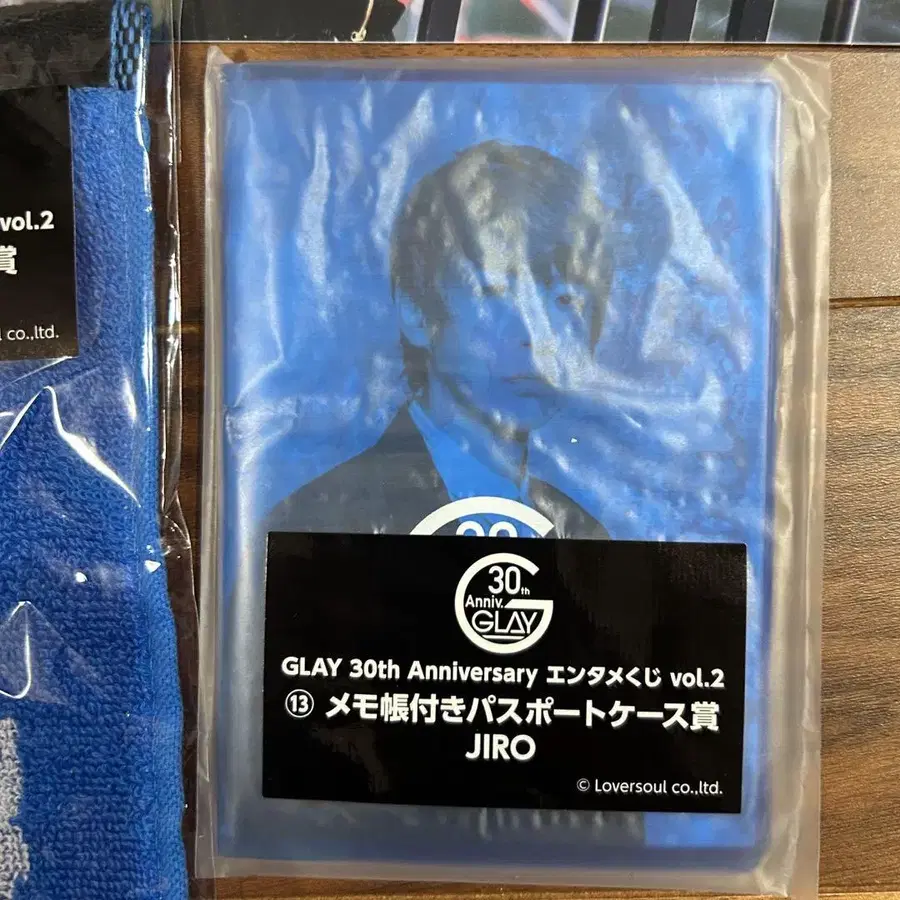 vol.2
賞
co.,ltd.
30th
Anniv.
GLAY
GLAY 30th Anniversary エンタメくじ vol.2
⑬ メモ帳付きパスポートケース賞
JIRO
© Loversoul co.,ltd.